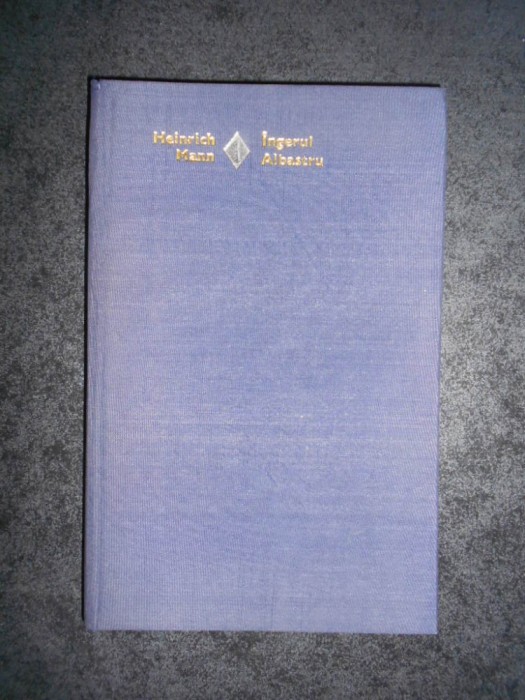 Heinrich
Mann
Îngerul
Albastru